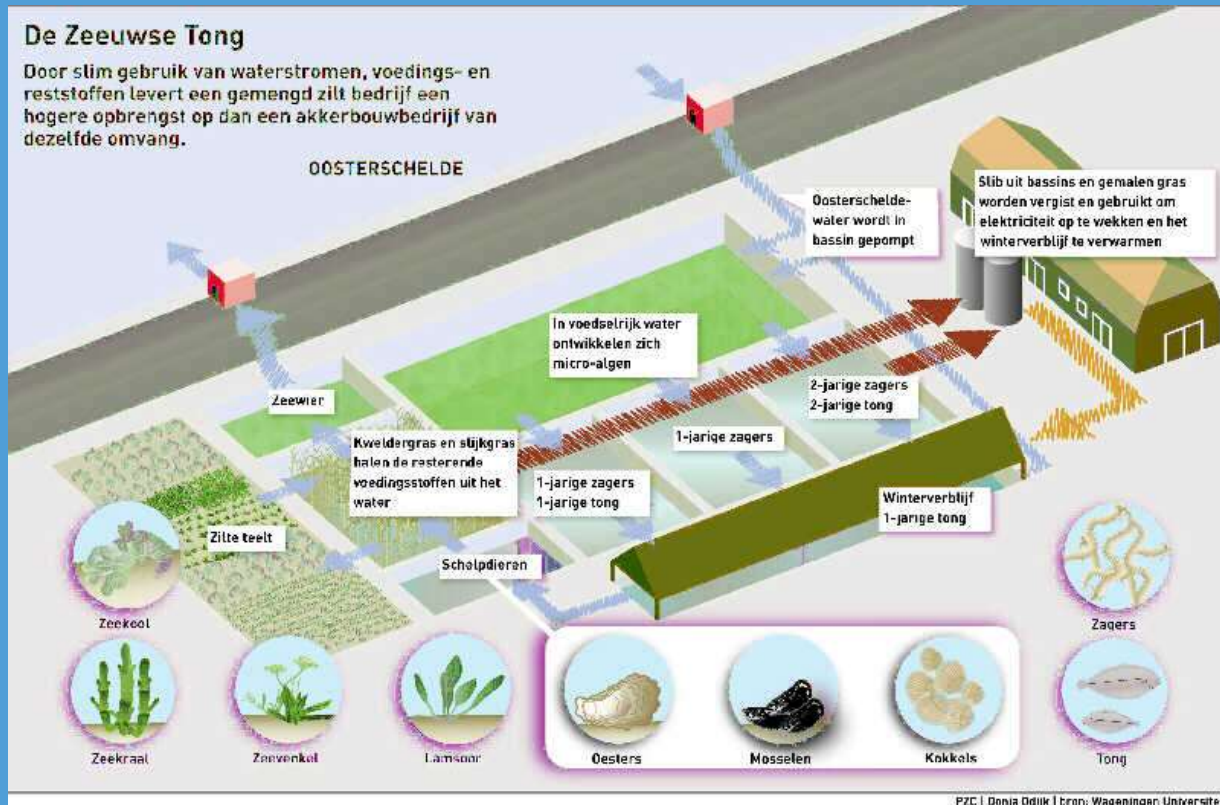 De Zeeuwse Tong
Door slim gebruik van waterstromen, voedings- en
reststoffen levert een gemengd zilt bedrijf een
hogere opbrengst op dan een akkerbouwbedrijf van
dezelfde omvang.
OOSTERSCHELDE
Oosterschelde-
water wordt in
bassin gepompt
Slib uit bassins en gemalen gras
worden vergist en gebruikt om
elektriciteit op te wekken en het
winterverblijf te verwarmen
In voedselrijk water
ontwikkelen zich
micro-algen
Zeewier
2-jarige zagers
2-jarige tong
1-jarige zagers
Kweldergras en slijkgras
halen de resterende
voedingsstoffen uit het
water
1-jarige zagers
1-jarige tong
Winterverblijf
1-jarige tong
Zilte teelt
Schelpdieren
Zeekool
Zagers
Zeekraal
Zeevenkel
Lamsoor
Oesters
Mosselen
Kokkels
Tong
PZC | Donja Odijk | bron: Wageningen Universite